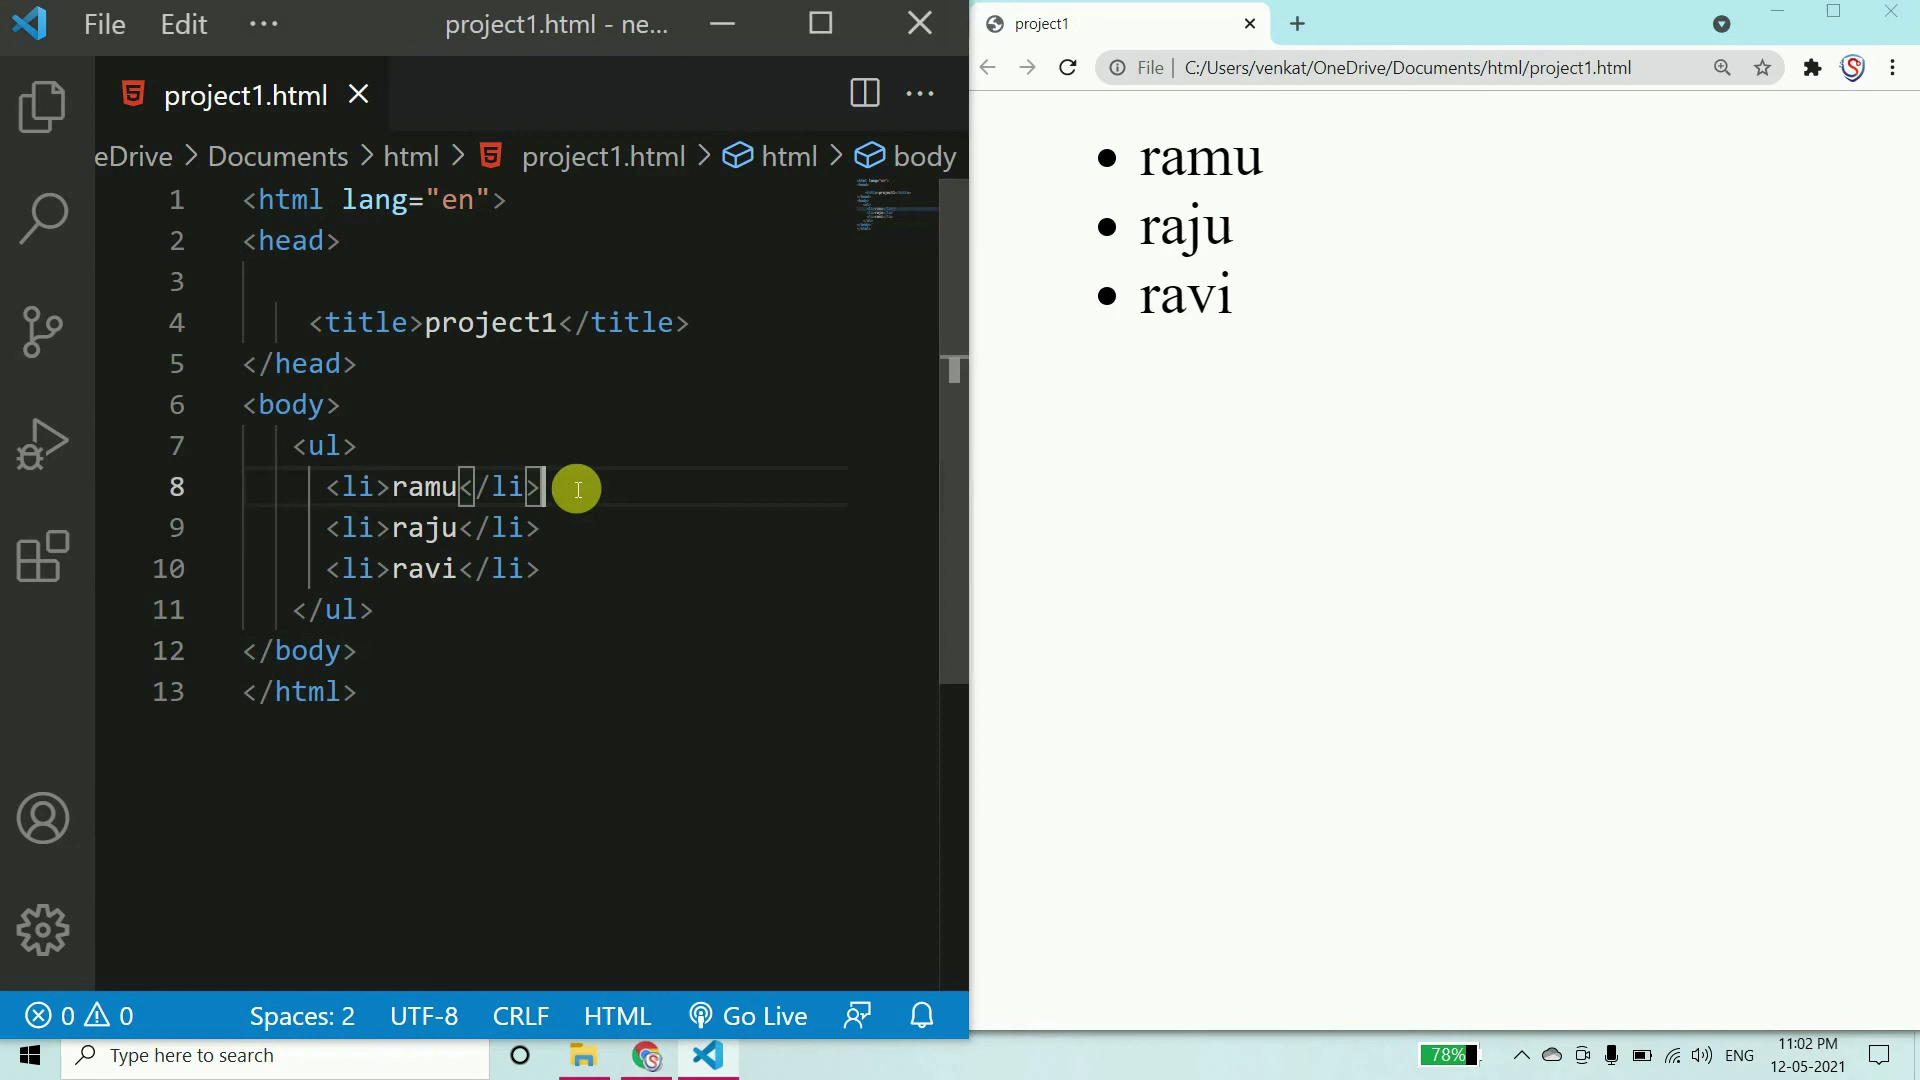 File Edit ··· project1.html - ne...
project1.html
eDrive > Documents > html > project1.html > html > body
1 <html lang="en">
2 <head>
3
4 <title>project1</title>
5 </head>
6 <body>
7 <ul>
8 <li>ramu</li>
9 <li>raju</li>
10 <li>ravi</li>
11 </ul>
12 </body>
13 </html>
0 0 Spaces: 2 UTF-8 CRLF HTML Go Live
project1
File | C:/Users/venkat/OneDrive/Documents/html/project1.html
• ramu
• raju
• ravi
Type here to search
78%
ENG
11:02 PM
12-05-2021